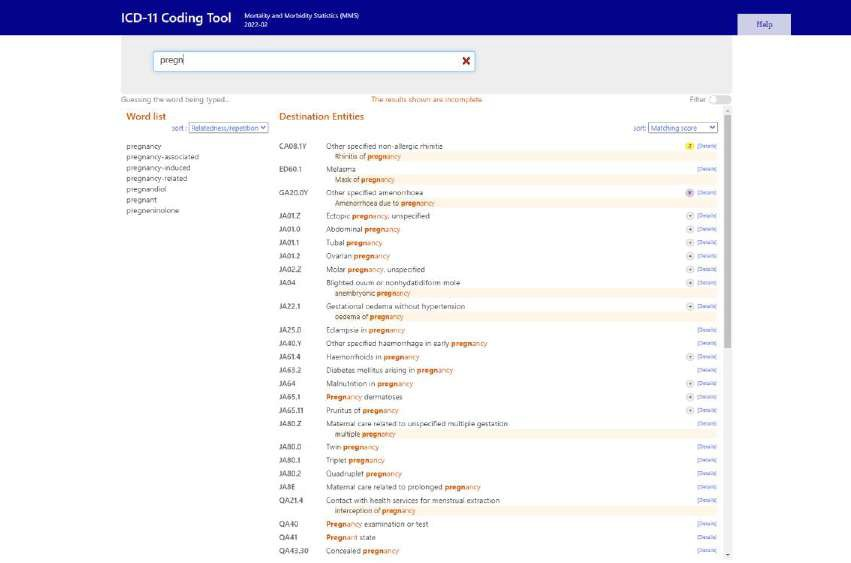 ICD-11 Coding Tool
Mortality and Morbidity Statistics (MMS)
2022-02
Help
pregn
Guessing the word being typed...
The results shown are incomplete
Filter
Word list
sort : Relatedness/repetition
pregnancy
pregnancy-associated
pregnancy-induced
pregnancy-related
pregnandiol
pregnant
pregneninolone
Destination Entities
sort: Matching score
CA08.1Y Other specified non-allergic rhinitis 2 [Details]
Rhinitis of pregnancy
ED60.1 Melasma [Details]
Mask of pregnancy
GA20.0Y Other specified amenorrhoea [Details]
Amenorrhoea due to pregnancy
JA01.Z Ectopic pregnancy, unspecified [Details]
JA01.0 Abdominal pregnancy [Details]
JA01.1 Tubal pregnancy [Details]
JA01.2 Ovarian pregnancy [Details]
JA02.Z Molar pregnancy, unspecified [Details]
JA04 Blighted ovum or nonhydatidiform mole [Details]
anembryonic pregnancy
JA22.1 Gestational oedema without hypertension [Details]
oedema of pregnancy
JA25.0 Eclampsia in pregnancy [Details]
JA40.Y Other specified haemorrhage in early pregnancy [Details]
JA61.4 Haemorrhoids in pregnancy [Details]
JA63.2 Diabetes mellitus arising in pregnancy [Details]
JA64 Malnutrition in pregnancy [Details]
JA65.1 Pregnancy dermatoses [Details]
JA65.11 Pruritus of pregnancy [Details]
JA80.Z Maternal care related to unspecified multiple gestation [Details]
multiple pregnancy
JA80.0 Twin pregnancy [Details]
JA80.1 Triplet pregnancy [Details]
JA80.2 Quadruplet pregnancy [Details]
JA8E Maternal care related to prolonged pregnancy [Details]
QA21.4 Contact with health services for menstrual extraction [Details]
interception of pregnancy
QA40 Pregnancy examination or test [Details]
QA41 Pregnant state [Details]
QA43.30 Concealed pregnancy [Details]